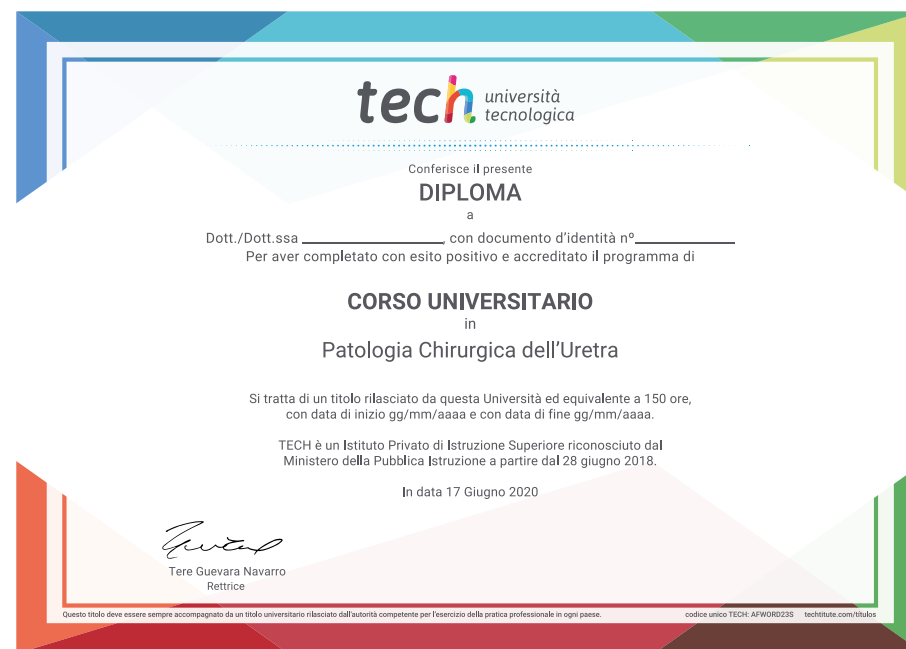 tech università
tecnologica
Conferisce il presente
DIPLOMA
a
Dott./Dott.ssa ____________________, con documento d'identità nº______________
Per aver completato con esito positivo e accreditato il programma di
CORSO UNIVERSITARIO
in
Patologia Chirurgica dell'Uretra
Si tratta di un titolo rilasciato da questa Università ed equivalente a 150 ore,
con data di inizio gg/mm/aaaa e con data di fine gg/mm/aaaa.
TECH è un Istituto Privato di Istruzione Superiore riconosciuto dal
Ministero della Pubblica Istruzione a partire dal 28 giugno 2018.
In data 17 Giugno 2020
Tere Guevara Navarro
Rettrice
Questo titolo deve essere sempre accompagnato da un titolo universitario rilasciato dall'autorità competente per l'esercizio della pratica professionale in ogni paese. codice unico TECH: AFWORD23S techtitute.com/titulos